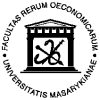 FACULTAS RERUM OECONOMICARUM
UNIVERSITATIS MASARYKIANAE